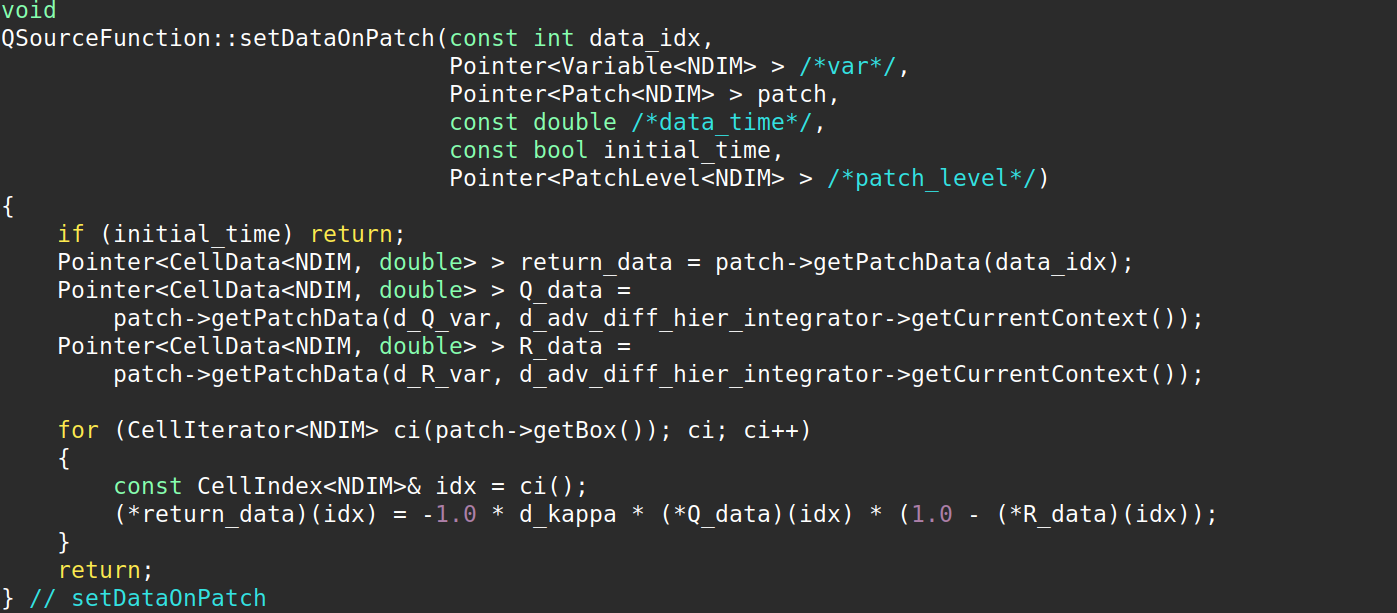 void
QSourceFunction::setDataOnPatch(const int data_idx,
                                Pointer<Variable<NDIM> > /*var*/,
                                Pointer<Patch<NDIM> > patch,
                                const double /*data_time*/,
                                const bool initial_time,
                                Pointer<PatchLevel<NDIM> > /*patch_level*/)
{
    if (initial_time) return;
    Pointer<CellData<NDIM, double> > return_data = patch->getPatchData(data_idx);
    Pointer<CellData<NDIM, double> > Q_data =
        patch->getPatchData(d_Q_var, d_adv_diff_hier_integrator->getCurrentContext());
    Pointer<CellData<NDIM, double> > R_data =
        patch->getPatchData(d_R_var, d_adv_diff_hier_integrator->getCurrentContext());

    for (CellIterator<NDIM> ci(patch->getBox()); ci; ci++)
    {
        const CellIndex<NDIM>& idx = ci();
        (*return_data)(idx) = -1.0 * d_kappa * (*Q_data)(idx) * (1.0 - (*R_data)(idx));
    }
    return;
} // setDataOnPatch